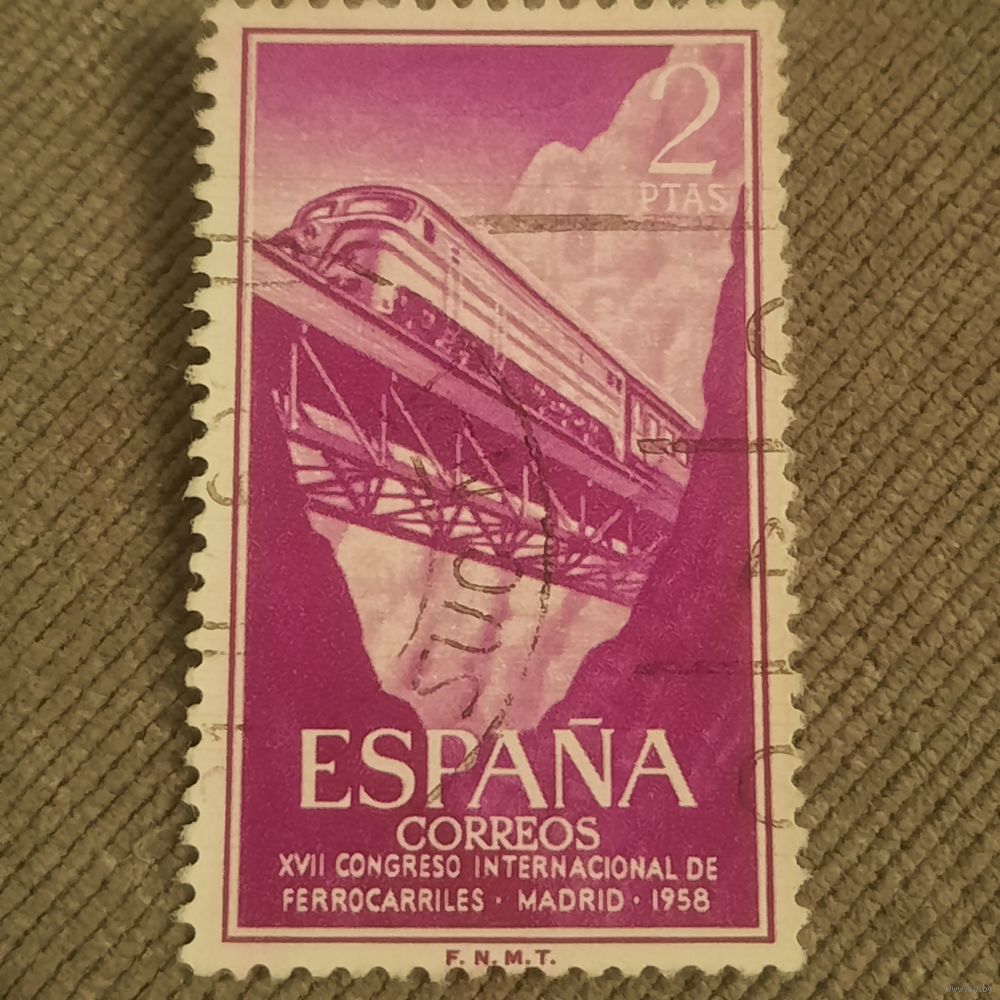 2
PTAS
ESPAÑA
CORREOS
XVII CONGRESO INTERNACIONAL DE
FERROCARRILES · MADRID · 1958
F. N. M. T.